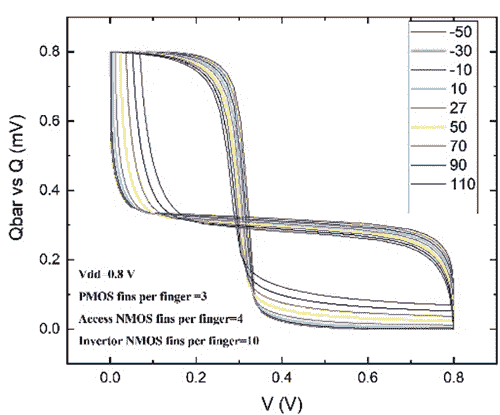 Qbar vs Q (mV)
0.8
0.6
0.4
0.2
0.0
-50
-30
-10
10
27
50
70
90
110
Vdd=0.8 V
PMOS fins per finger =3
Access NMOS fins per finger=4
Invertor NMOS fins per finger=10
0.0 0.2 0.4 0.6 0.8
V (V)